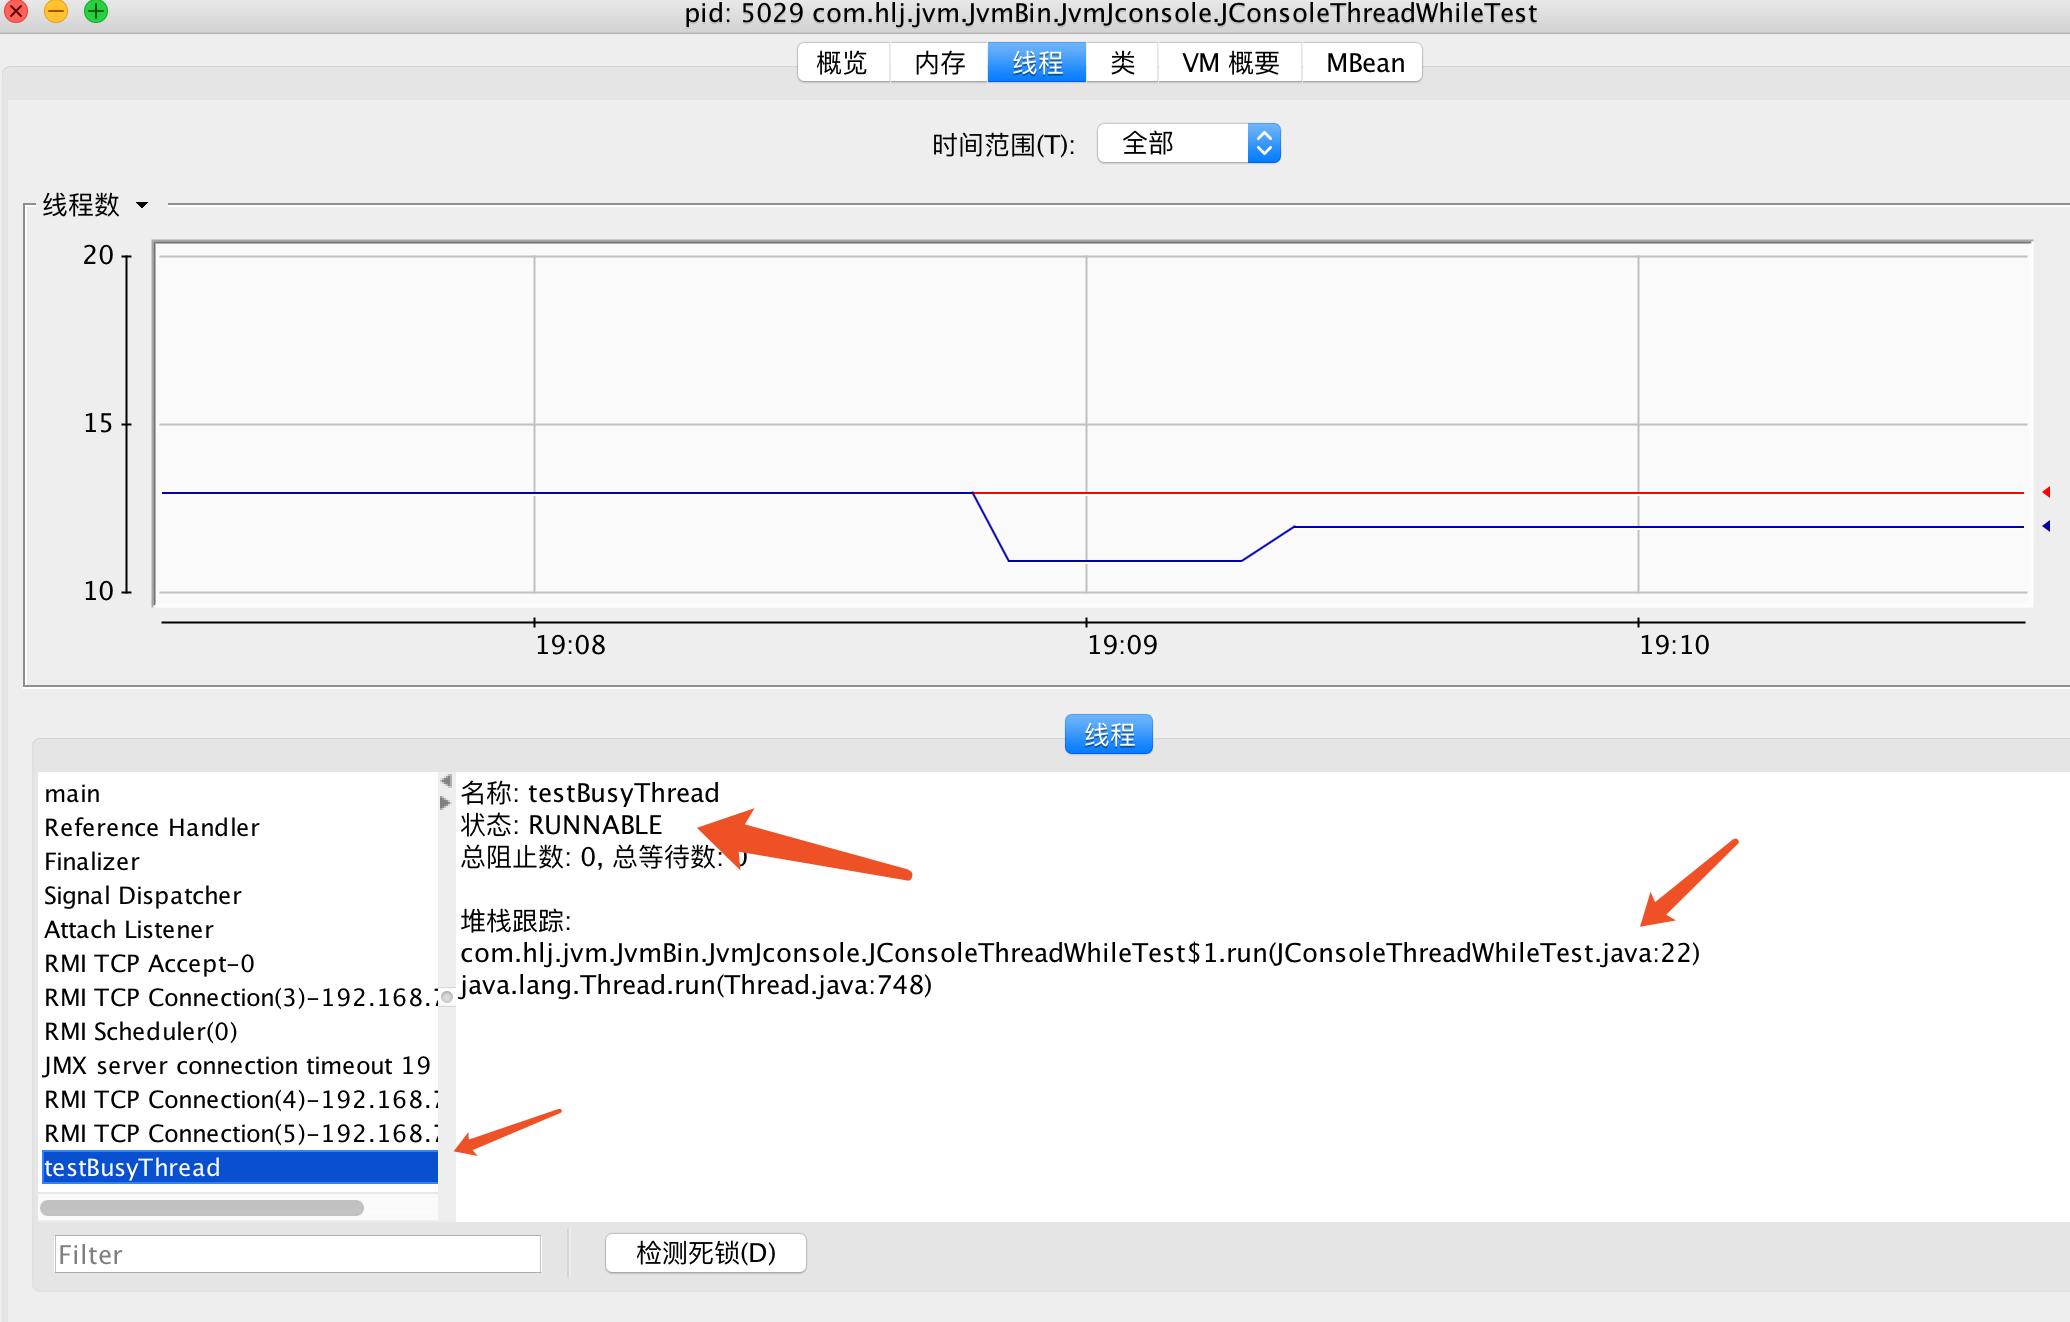 pid: 5029 com.hlj.jvm.JvmBin.JvmJconsole.JConsoleThreadWhileTest
概览 内存 线程 类 VM 概要 MBean
时间范围(T): 全部
线程数
20
15
10
19:08 19:09 19:10
线程
main
Reference Handler
Finalizer
Signal Dispatcher
Attach Listener
RMI TCP Accept-0
RMI TCP Connection(3)-192.168.
RMI Scheduler(0)
JMX server connection timeout 19
RMI TCP Connection(4)-192.168.
RMI TCP Connection(5)-192.168.
testBusyThread
名称: testBusyThread
状态: RUNNABLE
总阻止数: 0, 总等待数: 0
堆栈跟踪:
com.hlj.jvm.JvmBin.JvmJconsole.JConsoleThreadWhileTest$1.run(JConsoleThreadWhileTest.java:22)
java.lang.Thread.run(Thread.java:748)
Filter
检测死锁(D)